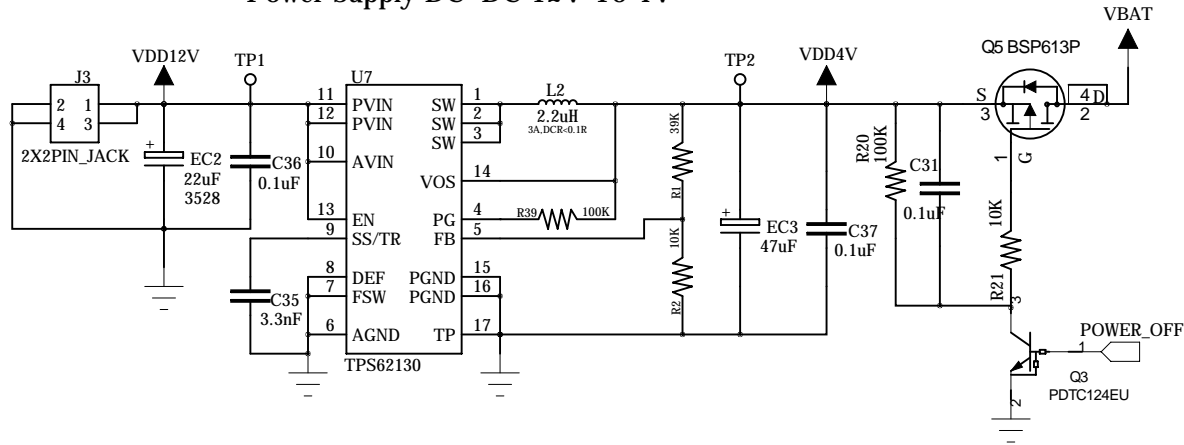 Power Supply DC-DC 12V To 4V
VBAT
Q5 BSP613P
VDD12V
TP1
TP2
VDD4V
J3
2 1
4 3
2X2PIN_JACK
EC2
22uF
3528
+
C36
0.1uF
U7
11 PVIN
12 PVIN
10 AVIN
13 EN
9 SS/TR
8 DEF
7 FSW
6 AGND
SW 1
SW 2
SW 3
VOS 14
PG 4
FB 5
PGND 15
PGND 16
TP 17
TPS62130
C35
3.3nF
L2
2.2uH
3A,DCR<0.1R
R39 100K
39K
R1
10K
R2
+
EC3
47uF
C37
0.1uF
R20
100K
C31
0.1uF
S
3
4 D
2
G
1
10K
R21
3
1
POWER_OFF
Q3
PDTC124EU
2